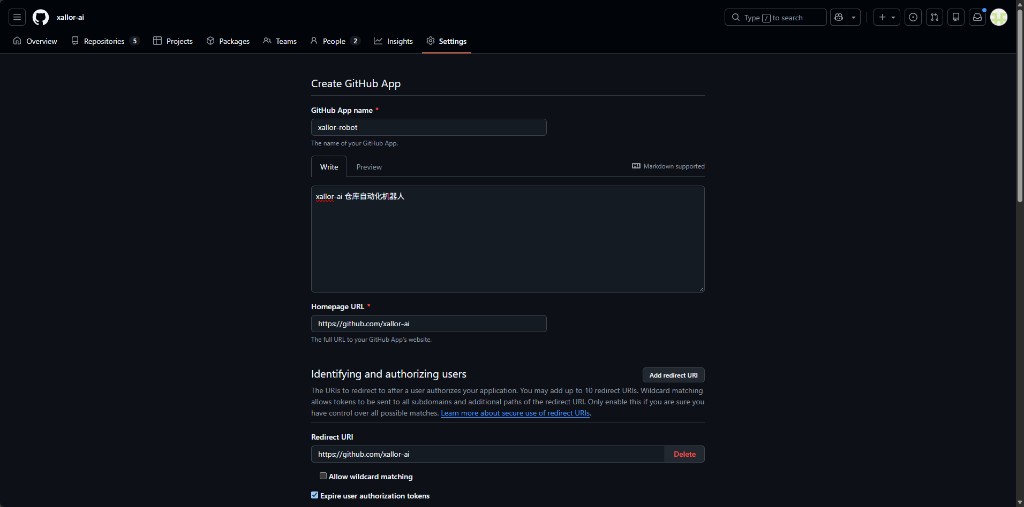 xallor-ai
Type / to search
Overview
Repositories 5
Projects
Packages
Teams
People 2
Insights
Settings
Create GitHub App
GitHub App name *
xallor-robot
The name of your GitHub App.
Write
Preview
Markdown supported
xallor-ai 仓库自动化机器人
Homepage URL *
https://github.com/xallor-ai
The full URL to your GitHub App's website.
Identifying and authorizing users
Add redirect URI
The URIs to redirect to after a user authorizes your application. You may add up to 10 redirect URIs. Wildcard matching
allows tokens to be sent to all subdomains and additional paths of the redirect URI. Only enable this if you are sure you
have control over all possible matches. Learn more about secure use of redirect URIs.
Redirect URI
https://github.com/xallor-ai
Delete
Allow wildcard matching
Expire user authorization tokens